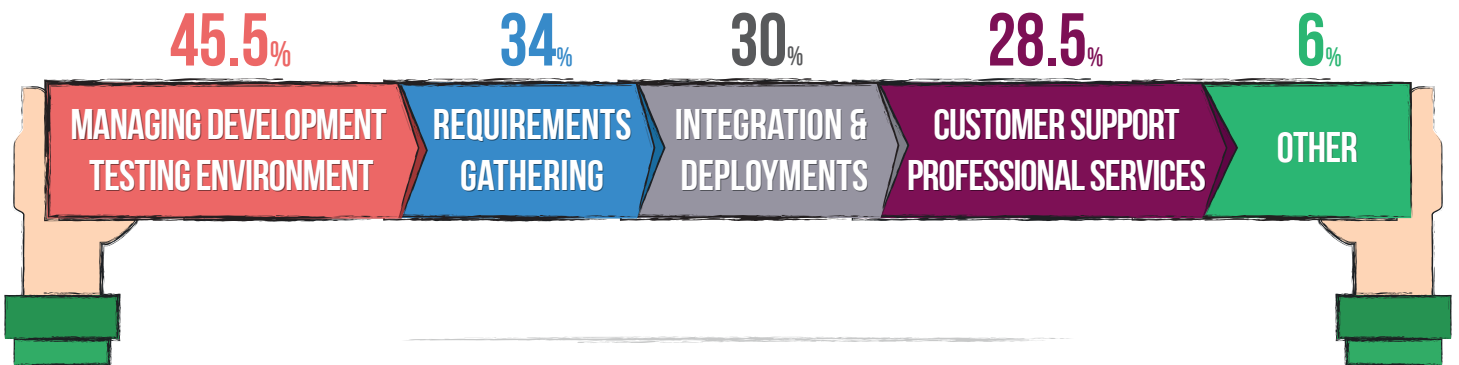 45.5% 34% 30% 28.5% 6%
MANAGING DEVELOPMENT
TESTING ENVIRONMENT
REQUIREMENTS
GATHERING
INTEGRATION &
DEPLOYMENTS
CUSTOMER SUPPORT
PROFESSIONAL SERVICES
OTHER